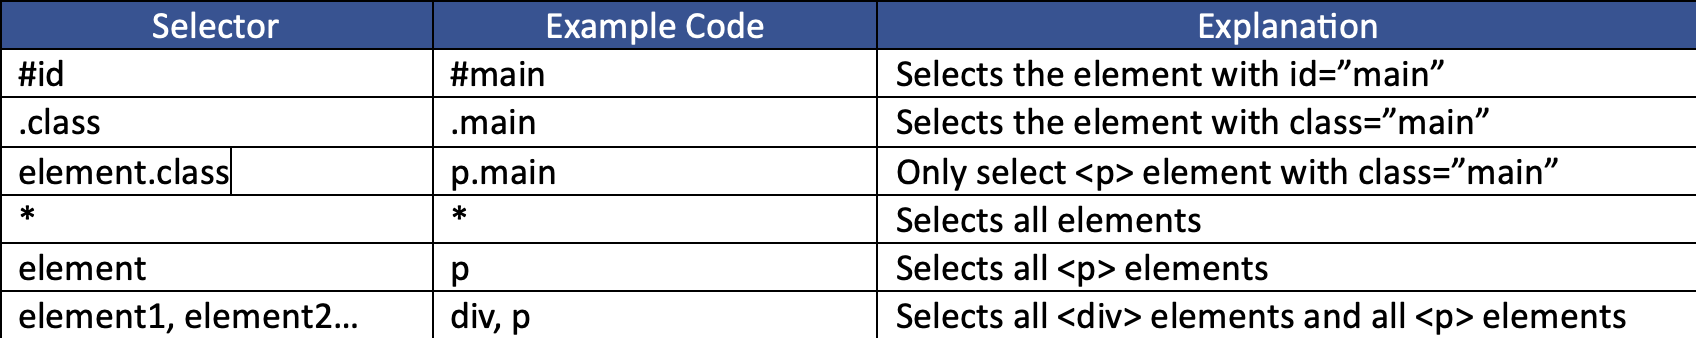 Selector Example Code Explanation
#id #main Selects the element with id=”main”
.class .main Selects the element with class=”main”
element.class p.main Only select <p> element with class=”main”
* * Selects all elements
element p Selects all <p> elements
element1, element2... div, p Selects all <div> elements and all <p> elements